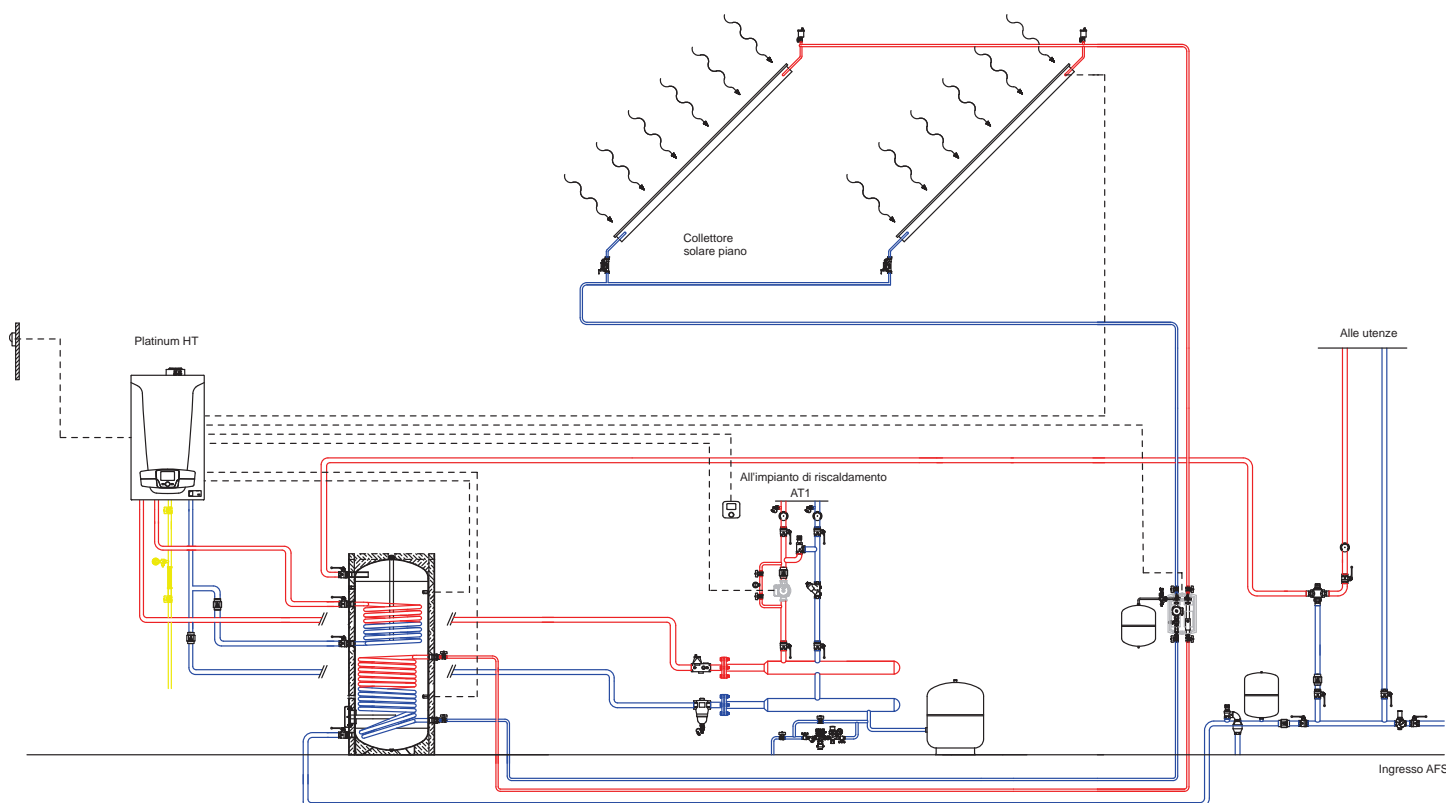 Collettore
solare piano
Platinum HT
Alle utenze
All'impianto di riscaldamento
AT1
Ingresso AFS